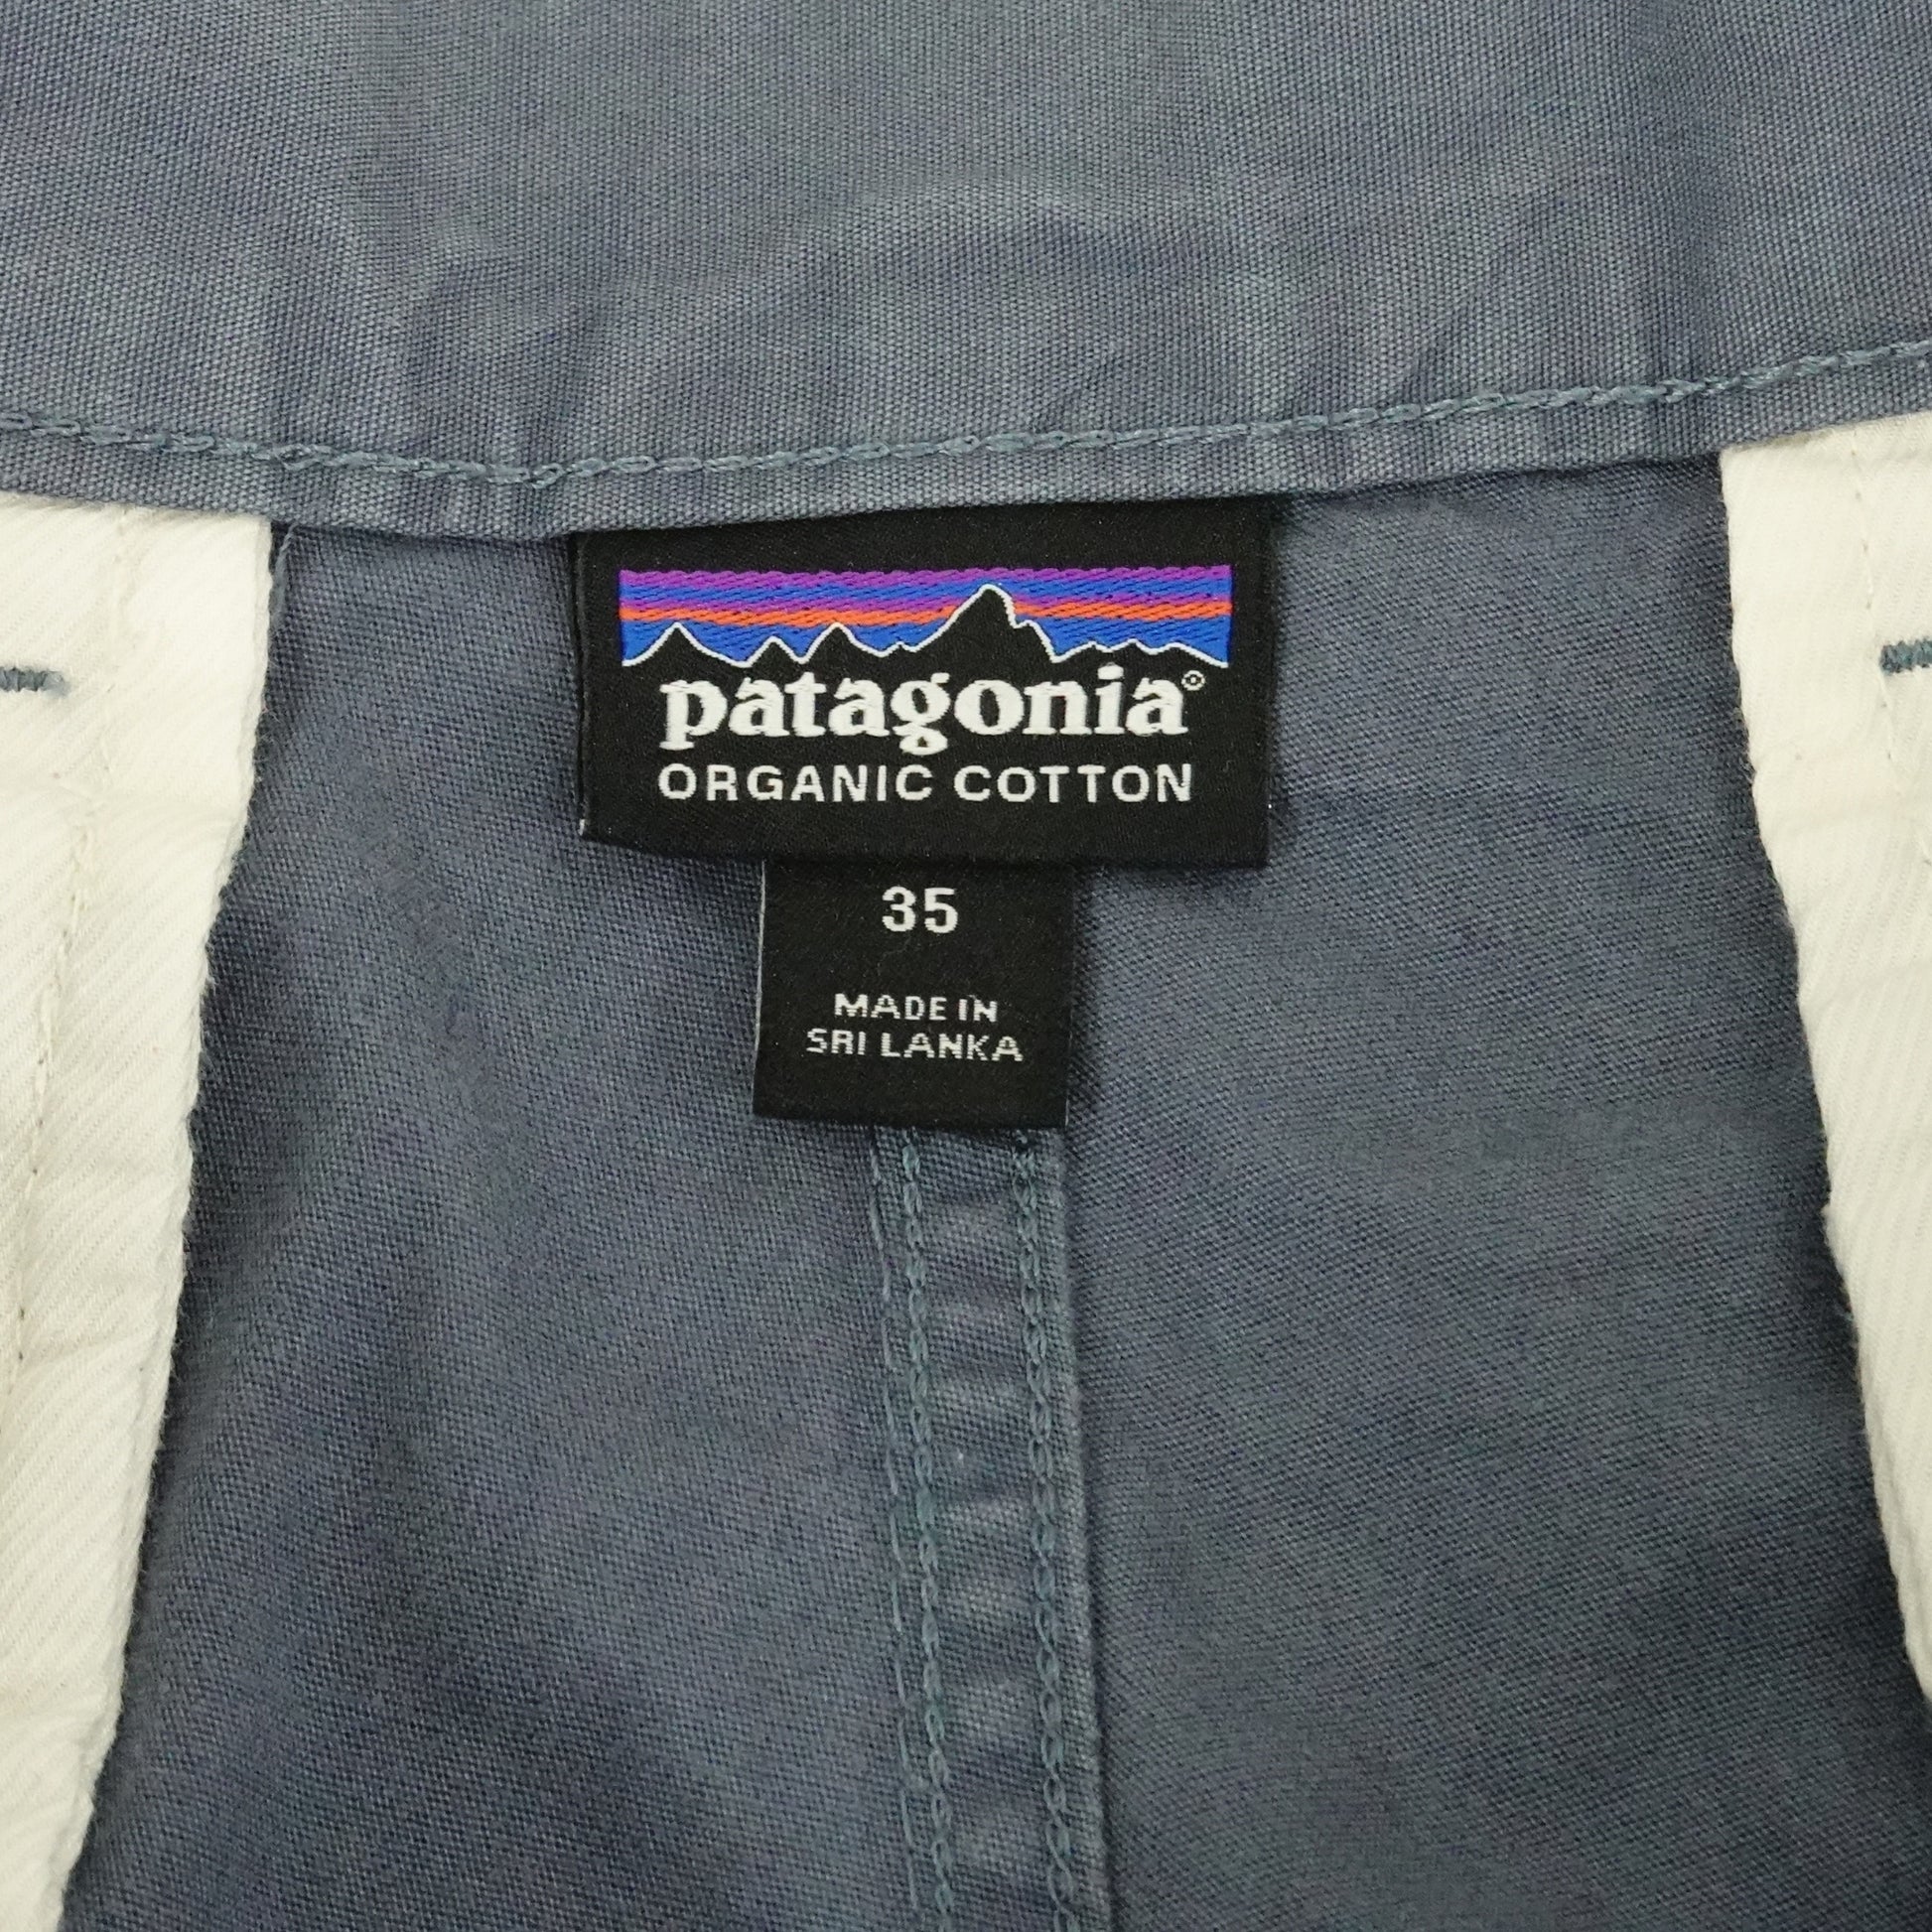 patagonia®
ORGANIC COTTON
35
MADE IN
SRI LANKA